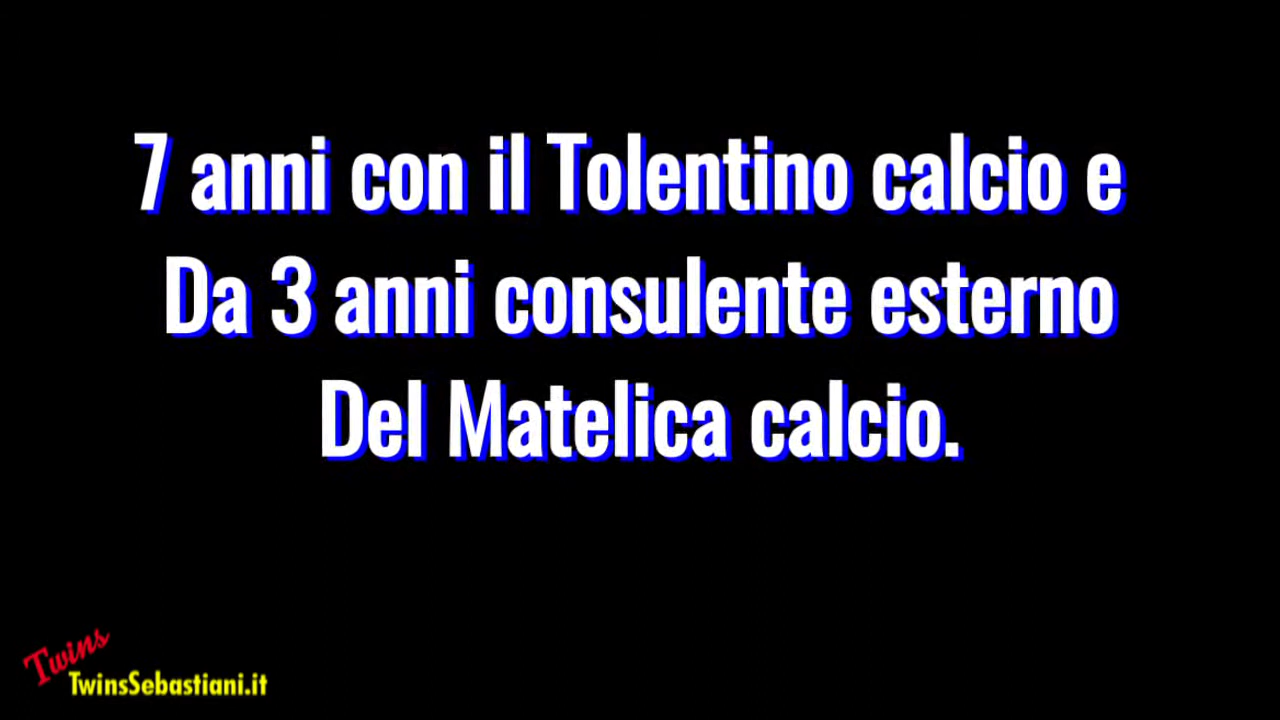 7 anni con il Tolentino calcio e
Da 3 anni consulente esterno
Del Matelica calcio.
Twins
TwinsSebastiani.it